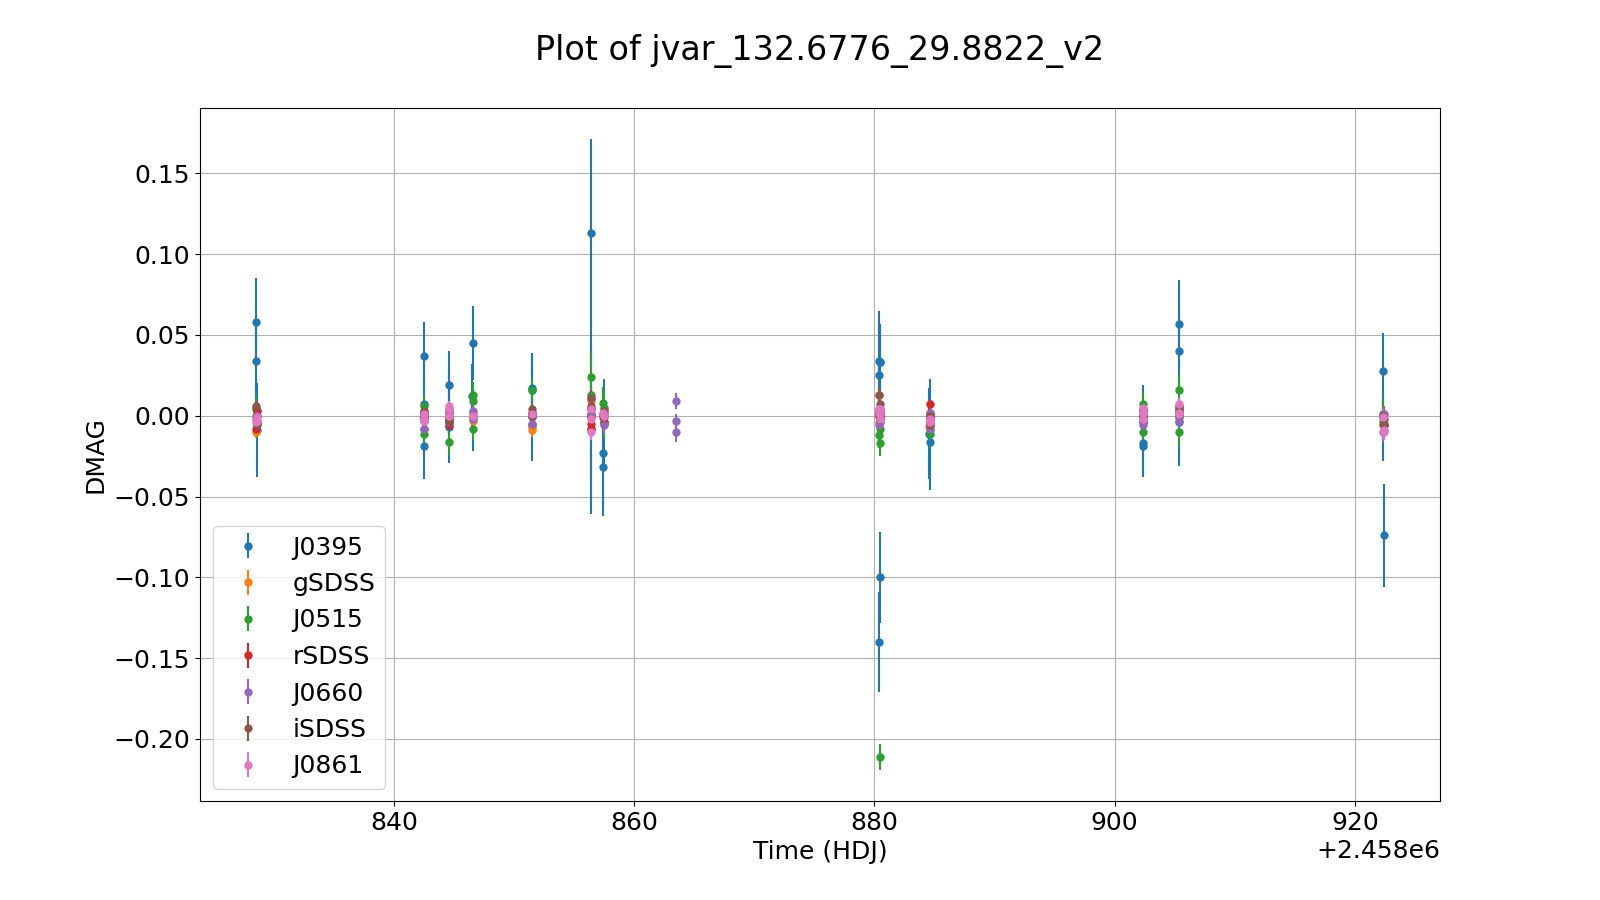 Plot of jvar_132.6776_29.8822_v2
DMAG
0.15
0.10
0.05
0.00
−0.05
−0.10
−0.15
−0.20
J0395
gSDSS
J0515
rSDSS
J0660
iSDSS
J0861
840 860 880 900 920
Time (HDJ)
+2.458e6